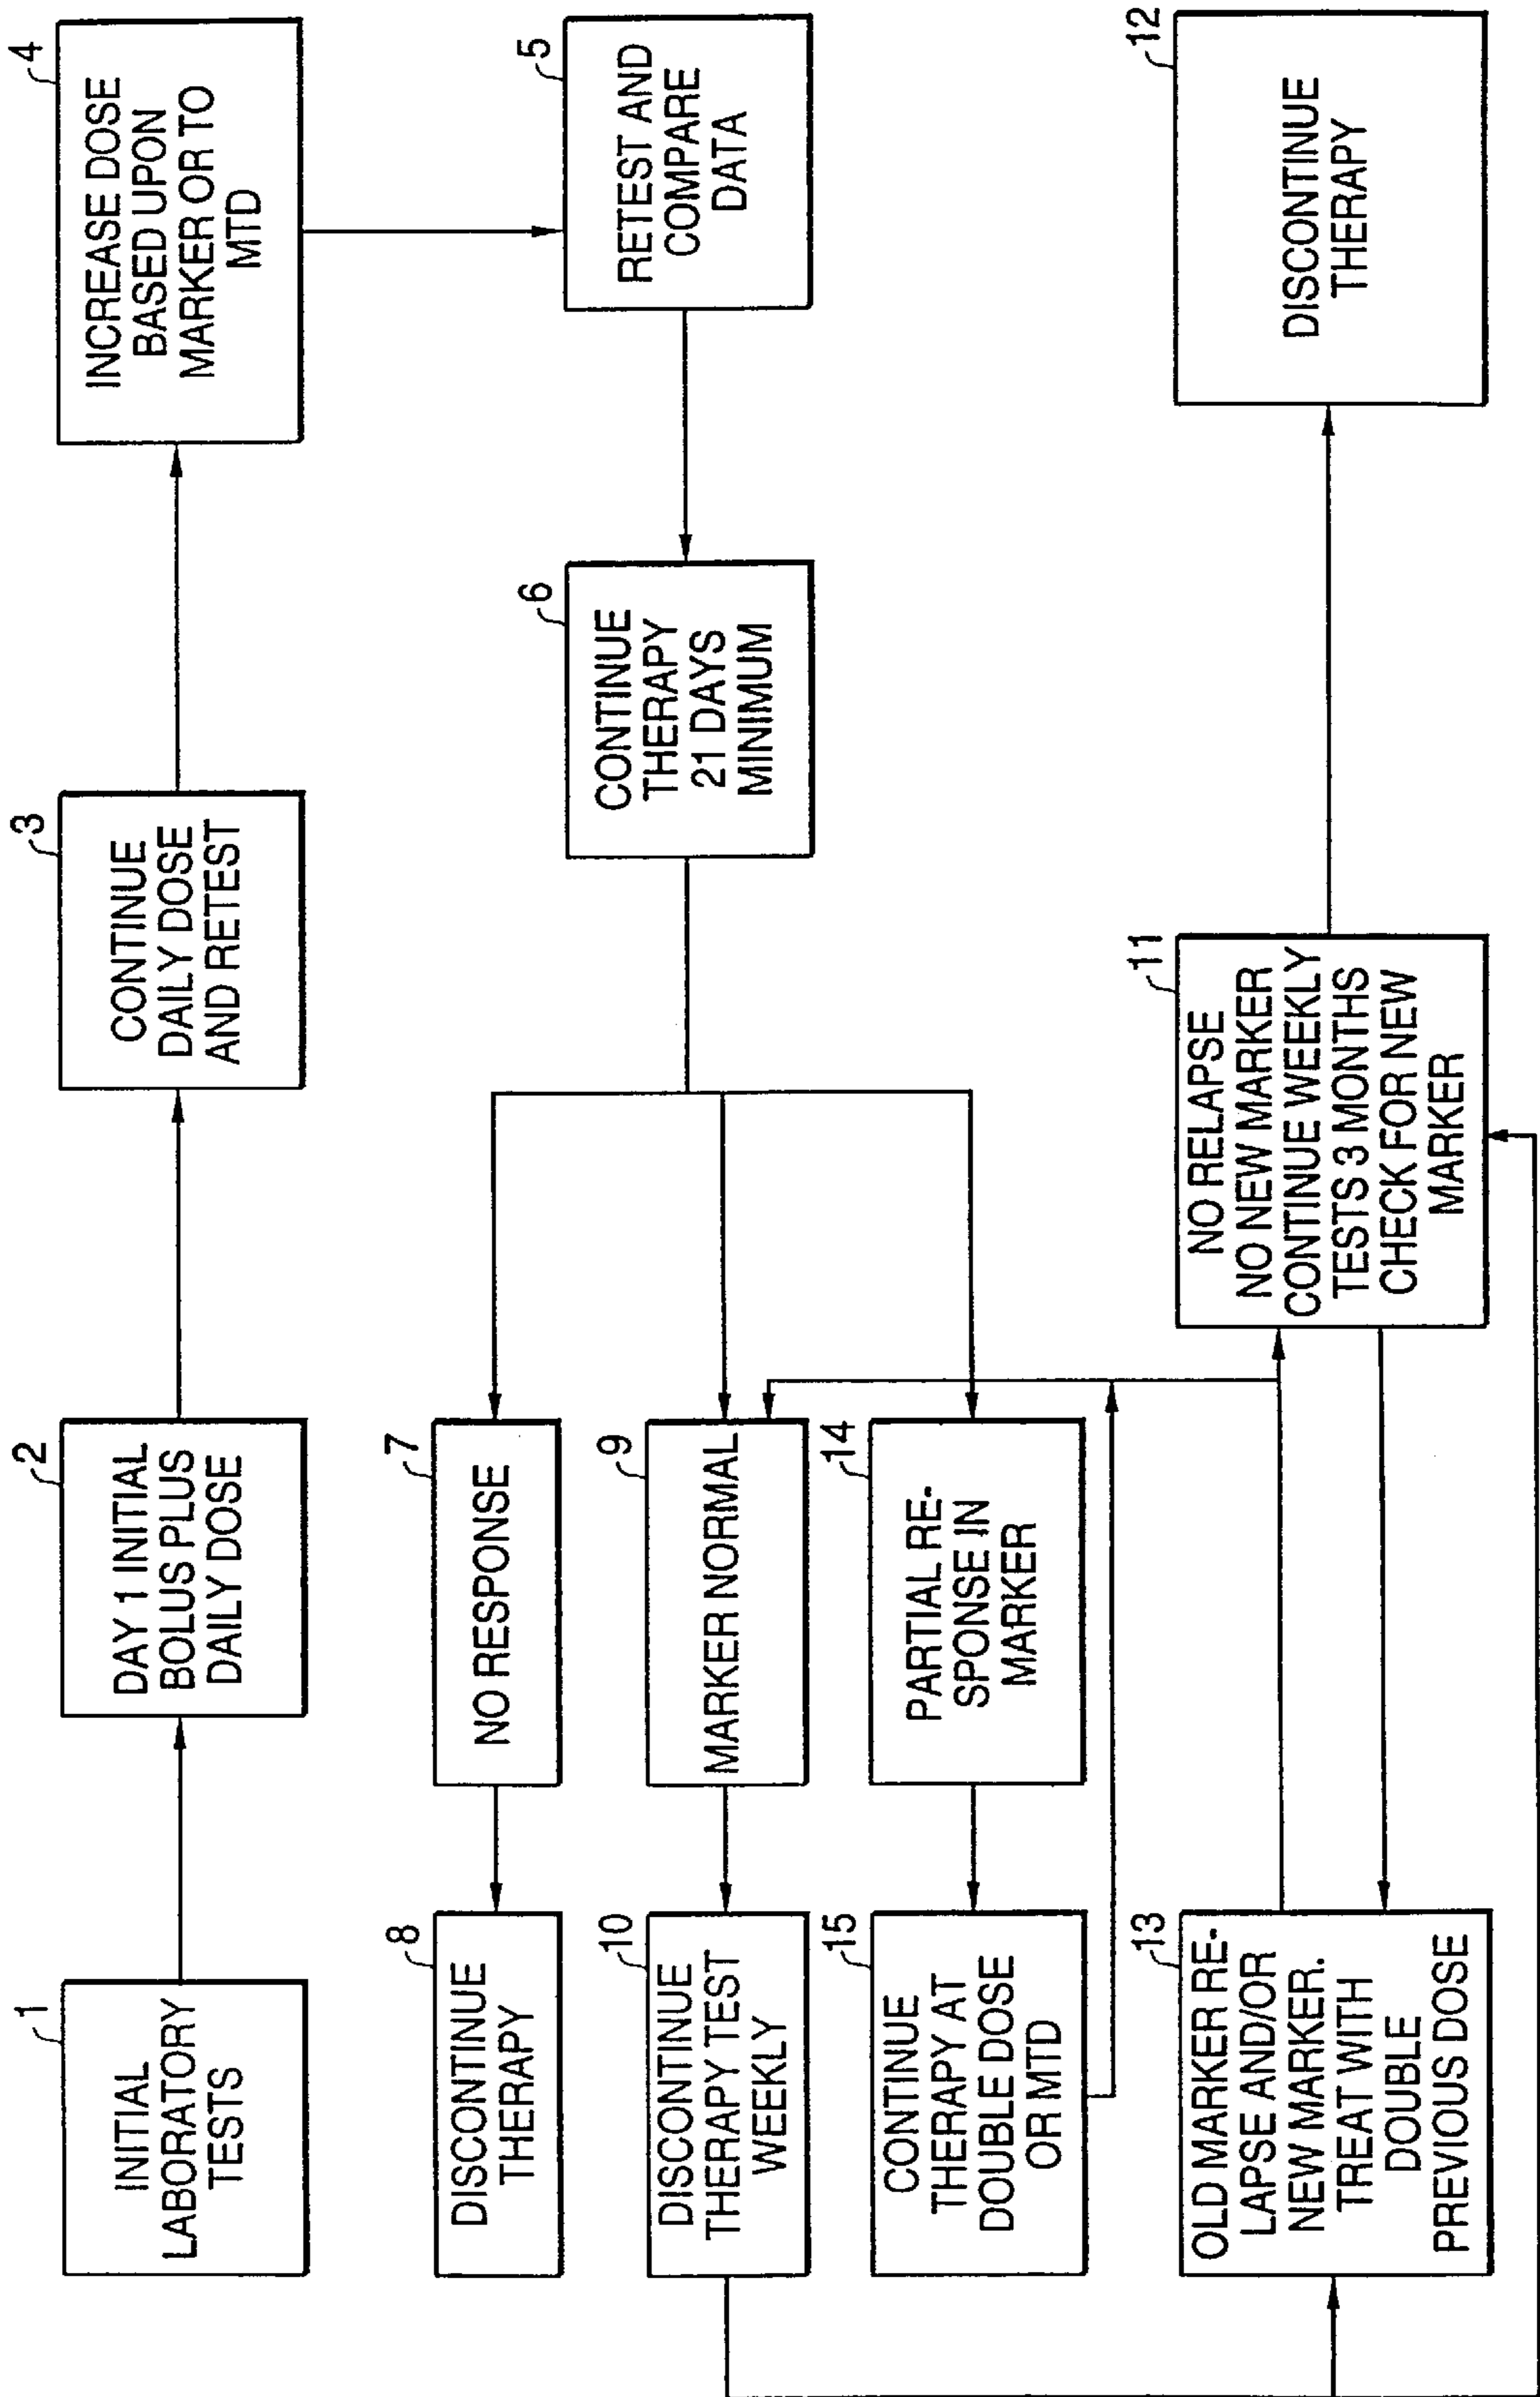 1
INITIAL
LABORATORY
TESTS
2
DAY 1 INITIAL
BOLUS PLUS
DAILY DOSE
3
CONTINUE
DAILY DOSE
AND RETEST
4
INCREASE DOSE
BASED UPON
MARKER OR TO
MTD
5
RETEST AND
COMPARE
DATA
6
CONTINUE
THERAPY
21 DAYS
MINIMUM
7
NO RESPONSE
8
DISCONTINUE
THERAPY
9
MARKER NORMAL
10
DISCONTINUE
THERAPY TEST
WEEKLY
14
PARTIAL RE-
SPONSE IN
MARKER
15
CONTINUE
THERAPY AT
DOUBLE DOSE
OR MTD
13
OLD MARKER RE-
LAPSE AND/OR
NEW MARKER.
TREAT WITH
DOUBLE
PREVIOUS DOSE
11
NO RELAPSE
NO NEW MARKER
CONTINUE WEEKLY
TESTS 3 MONTHS
CHECK FOR NEW
MARKER
12
DISCONTINUE
THERAPY